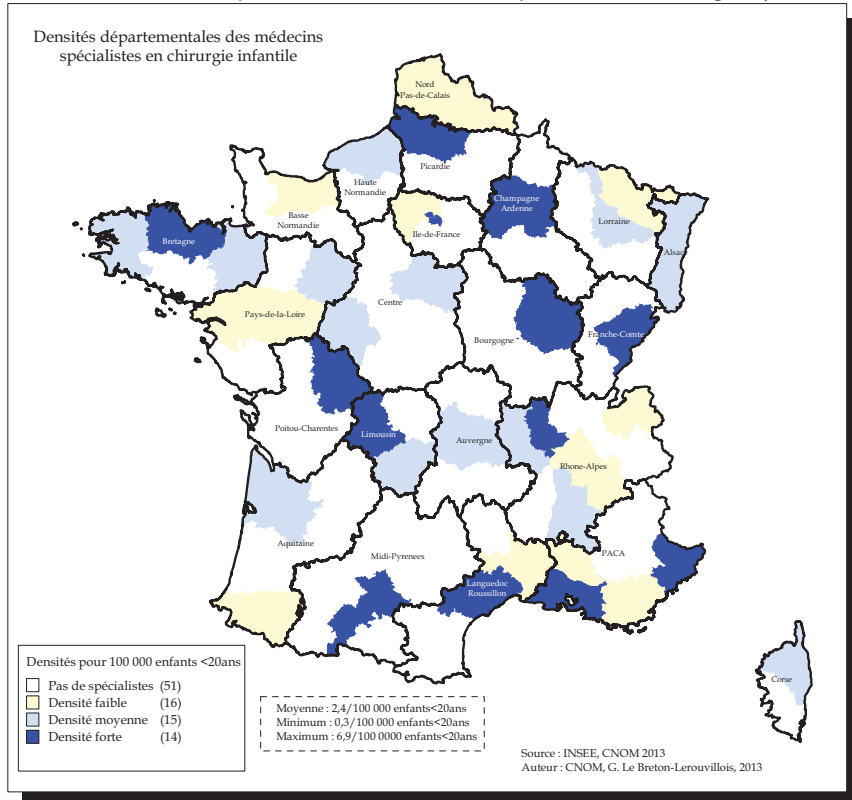 Densités départementales des médecins
spécialistes en chirurgie infantile
Nord
Pas-de-Calais
Picardie
Haute
Normandie
Basse
Normandie
Ile-de-France
Champagne
Ardenne
Lorraine
Alsace
Bretagne
Pays-de-la-Loire
Centre
Bourgogne
Franche-Comte
Poitou-Charentes
Limousin
Auvergne
Rhone-Alpes
Aquitaine
Midi-Pyrenees
Languedoc
Roussillon
PACA
Corse
Densités pour 100 000 enfants <20ans
Pas de spécialistes (51)
Densité faible (16)
Densité moyenne (15)
Densité forte (14)
Moyenne : 2,4/100 000 enfants<20ans
Minimum : 0,3/100 000 enfants<20ans
Maximum : 6,9/100 0000 enfants<20ans
Source : INSEE, CNOM 2013
Auteur : CNOM, G. Le Breton-Lerouvillois, 2013